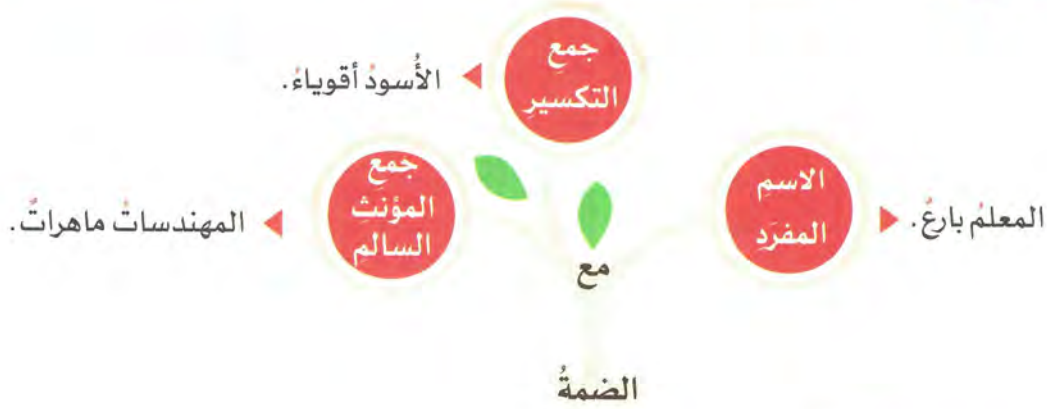 جمعِ
التكسيرِ
الأُسودُ أقوياءُ.
الاسمِ
المفرَدِ
المعلمُ بارعٌ.
جمعِ
المؤنثِ
السالمِ
المهندساتُ ماهراتٌ.
مع
الضمةُ